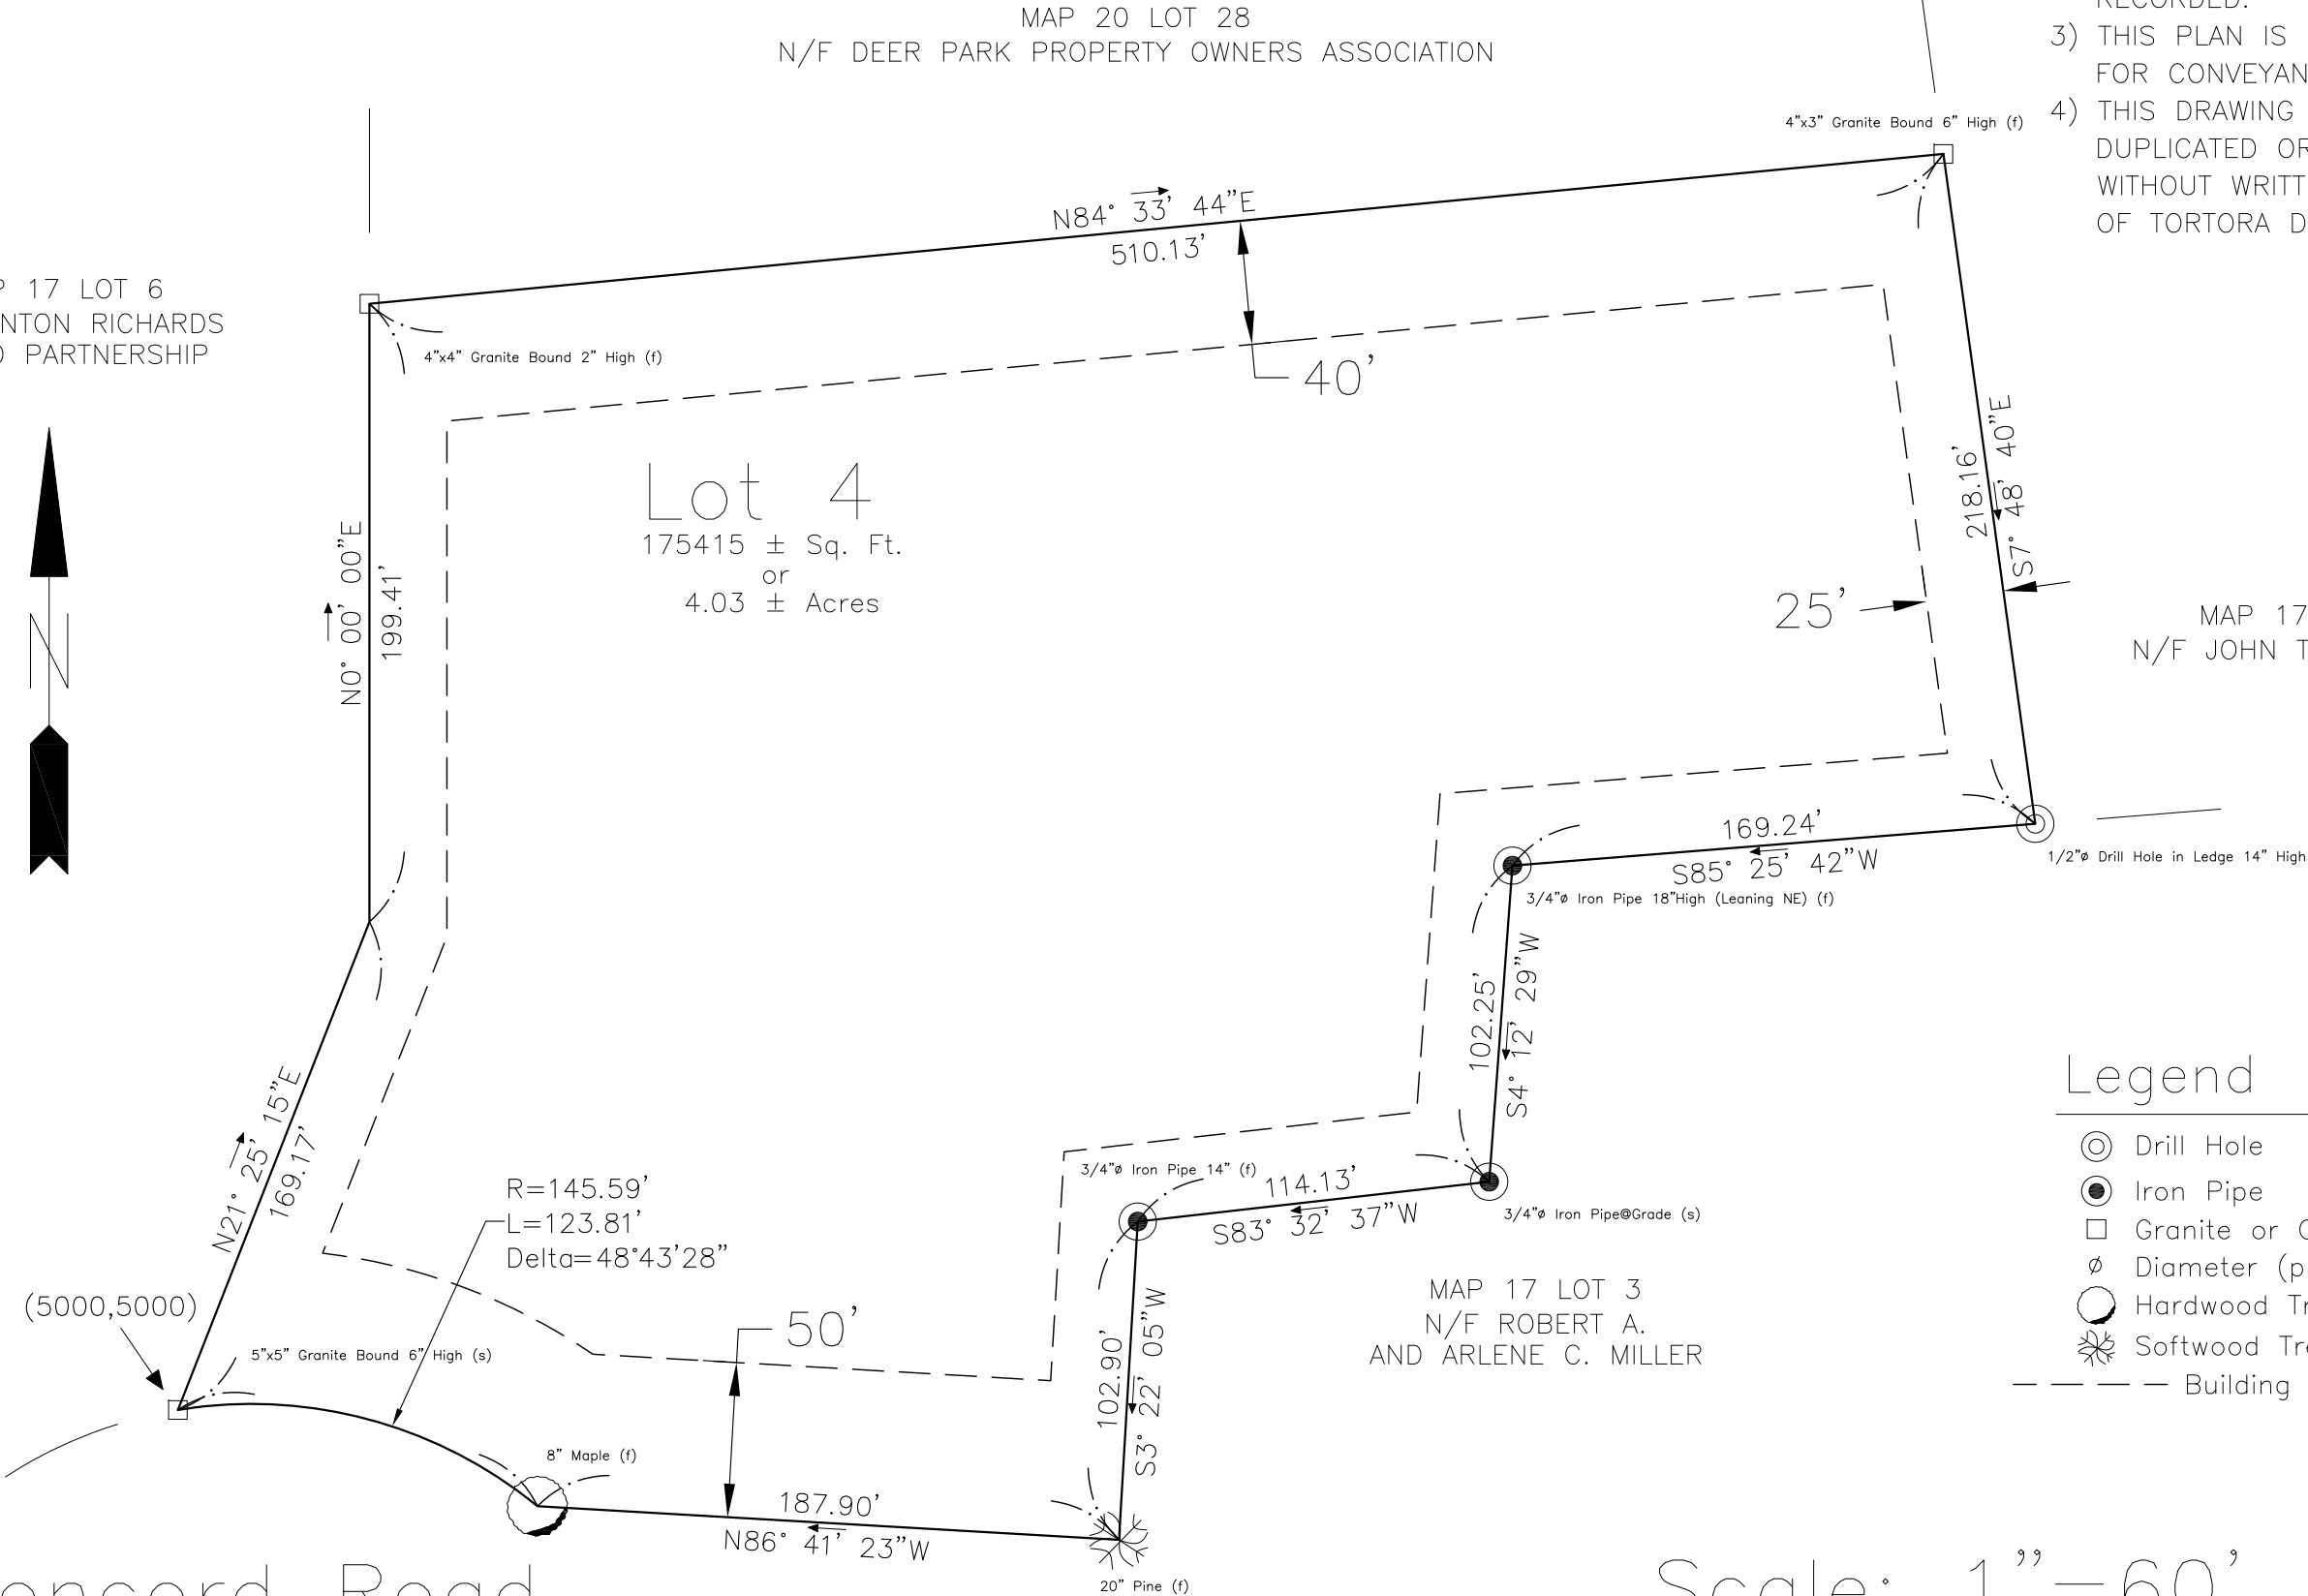 MAP 20 LOT 28
N/F DEER PARK PROPERTY OWNERS ASSOCIATION
RECORDED.
3) THIS PLAN IS
FOR CONVEYAN
4) THIS DRAWING
DUPLICATED OR
WITHOUT WRITT
OF TORTORA D
4"x3" Granite Bound 6" High (f)
N84° 33' 44"E
510.13'
17 LOT 6
NTON RICHARDS
PARTNERSHIP
4"x4" Granite Bound 2" High (f)
40'
Lot 4
175415 ± Sq. Ft.
or
4.03 ± Acres
N0° 00' 00"E
199.41'
N
218.16'
S7° 48' 40"E
25'
MAP 17
N/F JOHN T
169.24'
S85° 25' 42"W
1/2"ø Drill Hole in Ledge 14" High
3/4"ø Iron Pipe 18"High (Leaning NE) (f)
102.25'
S4° 12' 29"W
N21° 25' 15"E
169.17'
R=145.59'
L=123.81'
Delta=48°43'28"
3/4"ø Iron Pipe 14" (f)
114.13'
S83° 32' 37"W
3/4"ø Iron Pipe@Grade (s)
Legend
Drill Hole
Iron Pipe
Granite or
ø Diameter (p
Hardwood Tr
Softwood Tre
Building
MAP 17 LOT 3
N/F ROBERT A.
AND ARLENE C. MILLER
(5000,5000)
5"x5" Granite Bound 6" High (s)
50'
102.90'
S3° 22' 05"W
8" Maple (f)
187.90'
N86° 41' 23"W
20" Pine (f)
oncord Road
Scale: 1"=60'